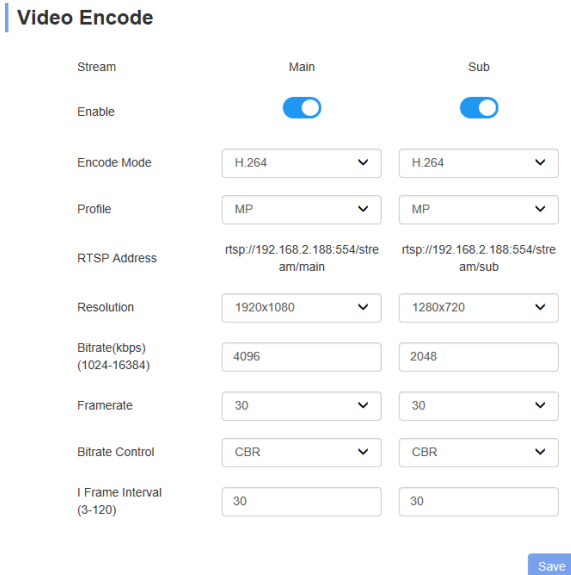 Video Encode
Stream Main Sub
Enable
Encode Mode H.264 H.264
Profile MP MP
RTSP Address rtsp://192.168.2.188:554/stre rtsp://192.168.2.188:554/stre
am/main am/sub
Resolution 1920x1080 1280x720
Bitrate(kbps)
(1024-16384) 4096 2048
Framerate 30 30
Bitrate Control CBR CBR
I Frame Interval
(3-120) 30 30
Save